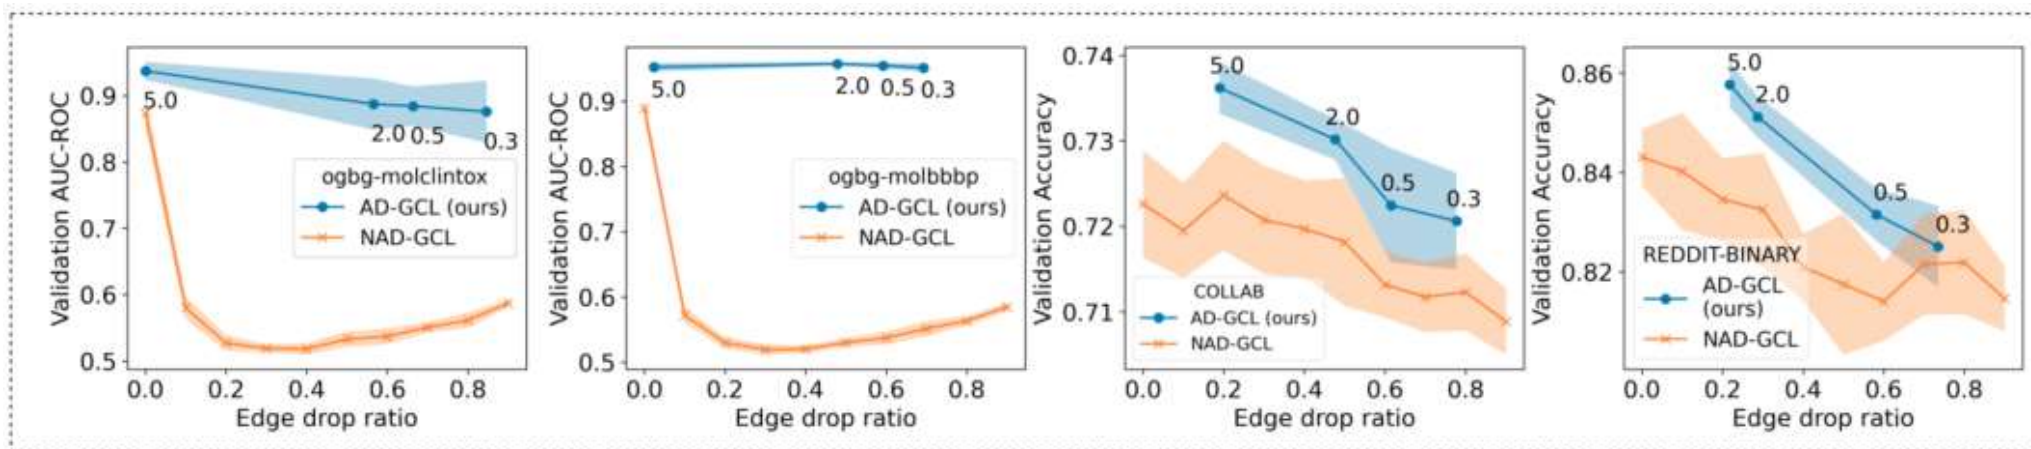 Validation AUC-ROC
0.9
0.8
0.7
0.6
0.5
5.0
2.0 0.5
0.3
ogbg-molclintox
AD-GCL (ours)
NAD-GCL
0.0 0.2 0.4 0.6 0.8
Edge drop ratio
Validation AUC-ROC
0.9
0.8
0.7
0.6
0.5
5.0
2.0 0.5 0.3
ogbg-molbbbp
AD-GCL (ours)
NAD-GCL
0.0 0.2 0.4 0.6 0.8
Edge drop ratio
Validation Accuracy
0.74
0.73
0.72
0.71
5.0
2.0
0.5
0.3
COLLAB
AD-GCL (ours)
NAD-GCL
0.0 0.2 0.4 0.6 0.8
Edge drop ratio
Validation Accuracy
0.86
0.84
0.82
5.0
2.0
0.5
0.3
REDDIT-BINARY
AD-GCL
(ours)
NAD-GCL
0.0 0.2 0.4 0.6 0.8
Edge drop ratio